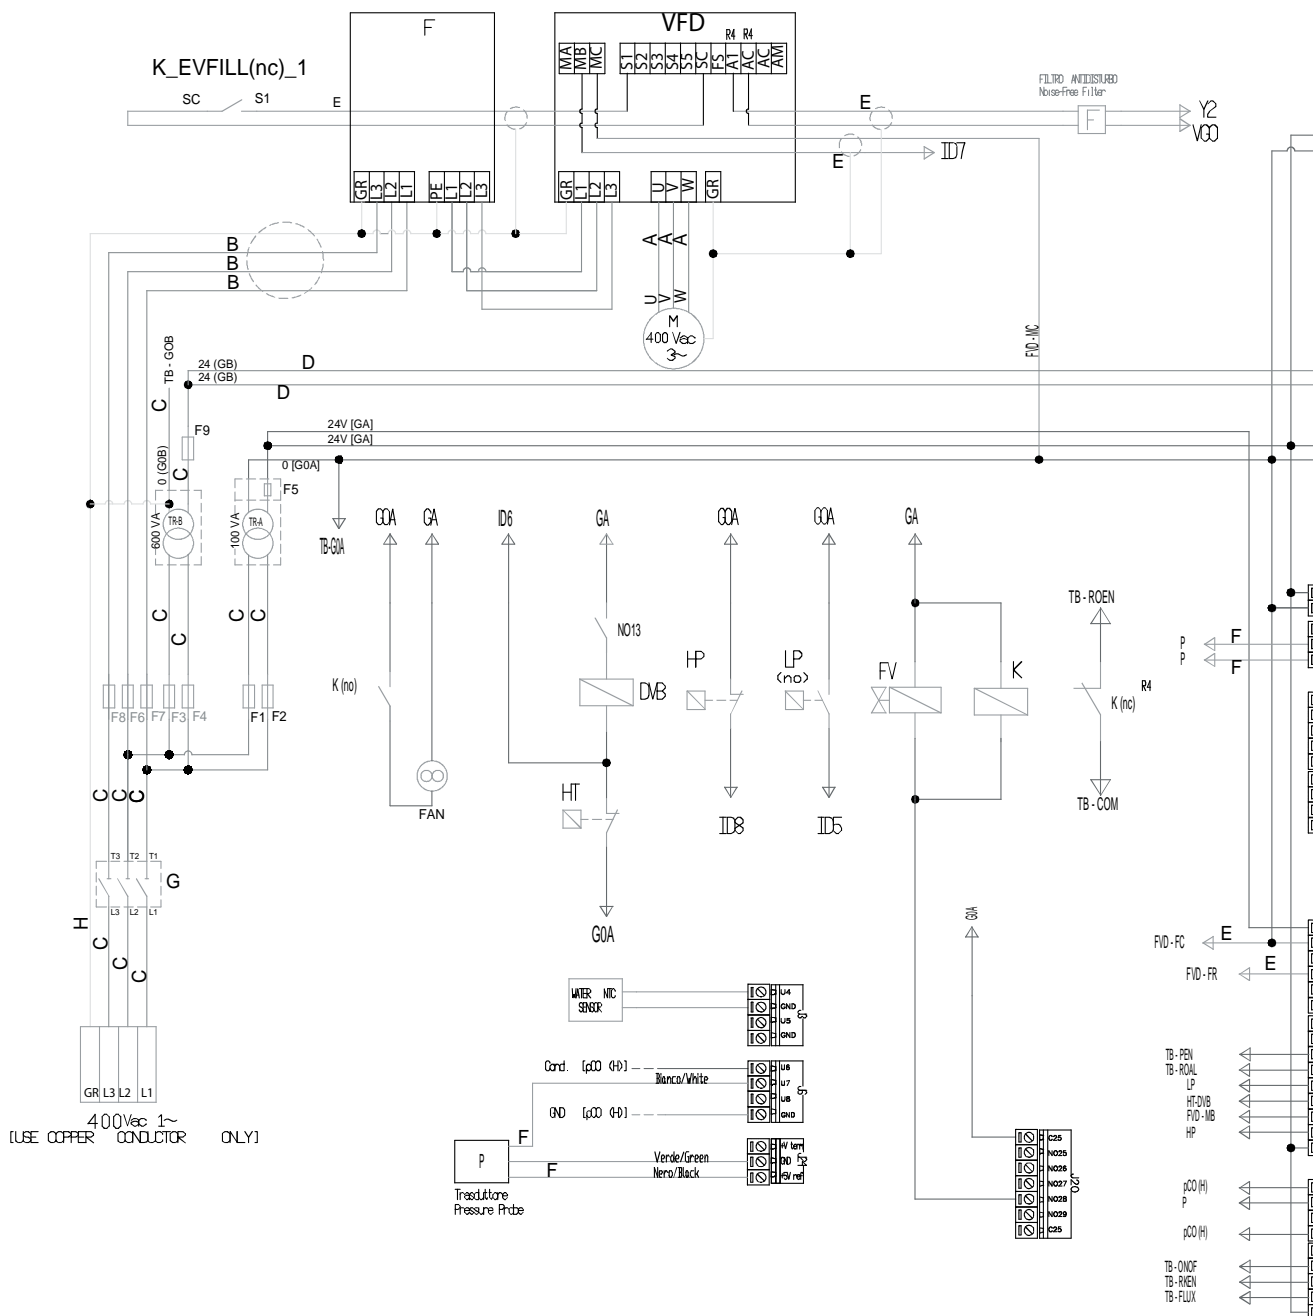 F
VFD
MA
MB
MC
S1
S2
S3
S4
S5
SC
FS
A1
AC
AC
AM
R4 R4
K_EVFILL(nc)_1
SC
S1
E
E
E
FILTRO ANTIDISTURBO
Noise-Free Filter
F
Y2
VG0
ID7
GR
L3
L2
L1
PE
L1
L2
L3
GR
L1
L2
L3
U
V
W
GR
B
B
B
A
A
A
U
V
W
M
400 Vac
3~
FVD-MC
TB - GOB
24 (GB)
24 (GB)
D
D
C
F9
24V [GA]
24V [GA]
0 (G0B)
C
0 [G0A]
F5
600 VA
TR-B
100 VA
TR-A
TB-G0A
G0A
GA
ID6
GA
G0A
G0A
GA
C
C
C
C
NO13
TB - ROEN
P
P
F
F
K (no)
DVB
HP
LP
(no)
FV
K
K (nc)
R4
F8
F6
F7
F3
F4
F1
F2
FAN
HT
ID8
ID5
TB - COM
C
C
C
T3
T2
T1
G
L3
L2
L1
H
C
C
C
G0A
G0A
FVD - FC
E
E
FVD - FR
WATER NTC
SENSOR
U4
GND
U5
GND
J3
GR
L3
L2
L1
400Vac 1~
[USE COPPER CONDUCTOR ONLY]
Cond. [pCO (H)]
Bianco/White
GND [pCO (H)]
U6
U7
U8
GND
F
P
F
Verde/Green
Nero/Black
+V term
GND
+5V ref
Trasduttore
Pressure Probe
C25
NO25
NO26
NO27
NO28
NO29
C25
J20
TB - PEN
TB - ROAL
LP
HT-DVB
FVD - MB
HP
pCO (H)
P
pCO (H)
TB - ONOF
TB - RKEN
TB - FLUX